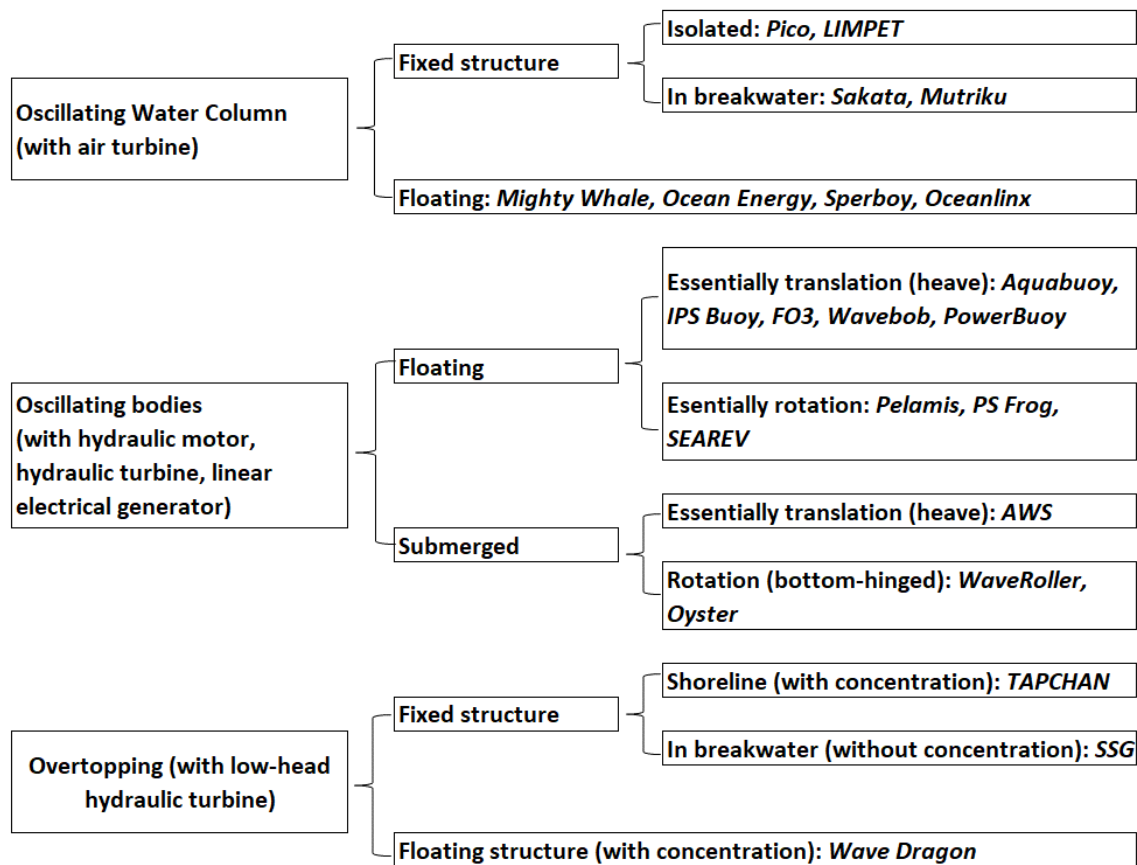 Oscillating Water Column
(with air turbine)
Fixed structure
Isolated: Pico, LIMPET
In breakwater: Sakata, Mutriku
Floating: Mighty Whale, Ocean Energy, Sperboy, Oceanlinx
Oscillating bodies
(with hydraulic motor,
hydraulic turbine, linear
electrical generator)
Floating
Essentially translation (heave): Aquabuoy,
IPS Buoy, FO3, Wavebob, PowerBuoy
Esentially rotation: Pelamis, PS Frog,
SEAREV
Submerged
Essentially translation (heave): AWS
Rotation (bottom-hinged): WaveRoller,
Oyster
Overtopping (with low-head
hydraulic turbine)
Fixed structure
Shoreline (with concentration): TAPCHAN
In breakwater (without concentration): SSG
Floating structure (with concentration): Wave Dragon